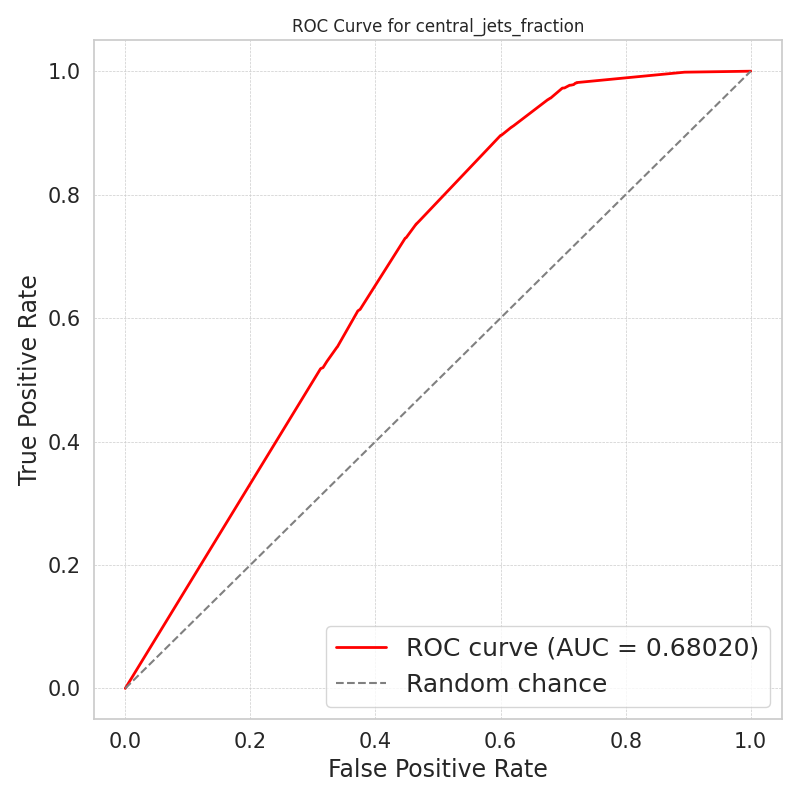 ROC Curve for central_jets_fraction
True Positive Rate
1.0
0.8
0.6
0.4
0.2
0.0
ROC curve (AUC = 0.68020)
Random chance
0.0 0.2 0.4 0.6 0.8 1.0
False Positive Rate